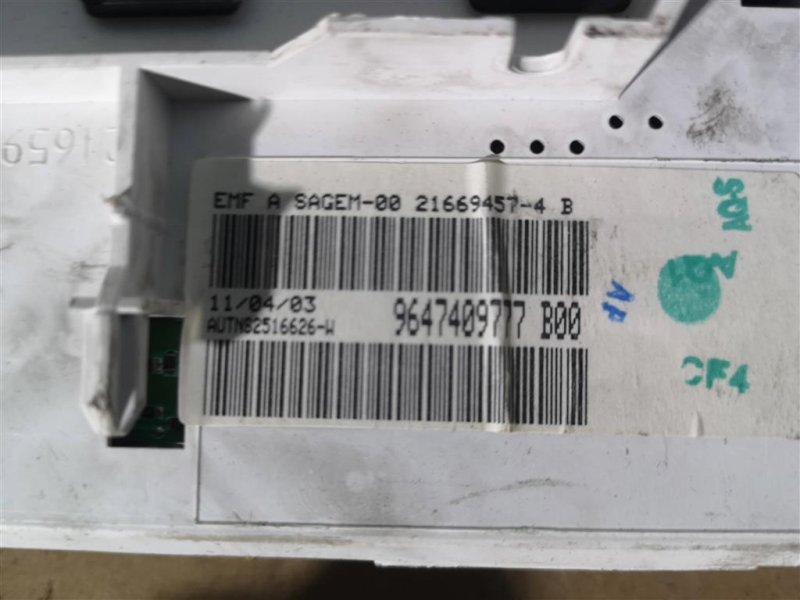 EMF A SAGEM-00 21669457-4 B
11/04/03
AUTN82516626-W
9647409777 B00
CF4